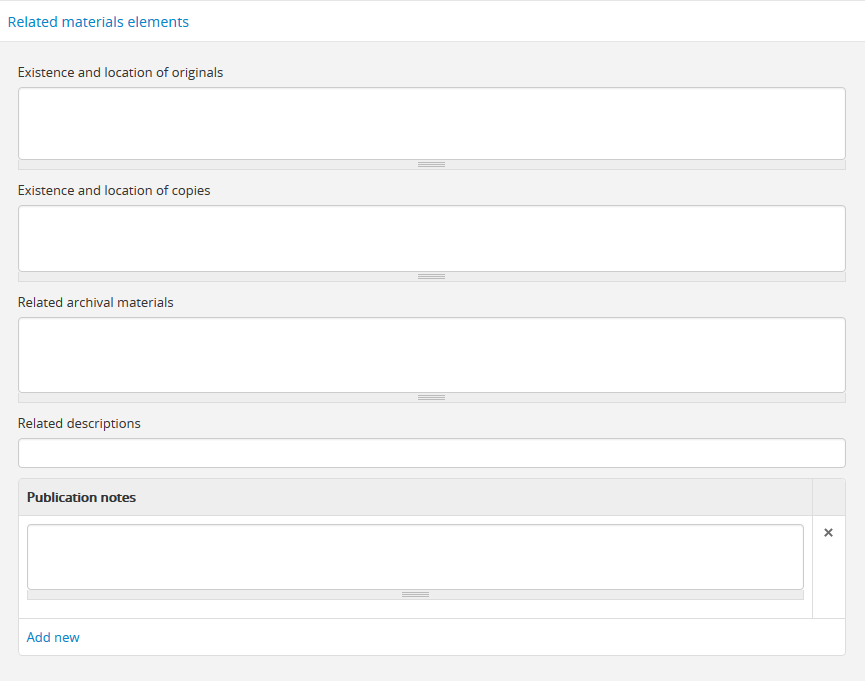 Related materials elements
Existence and location of originals
Existence and location of copies
Related archival materials
Related descriptions
Publication notes
×
Add new